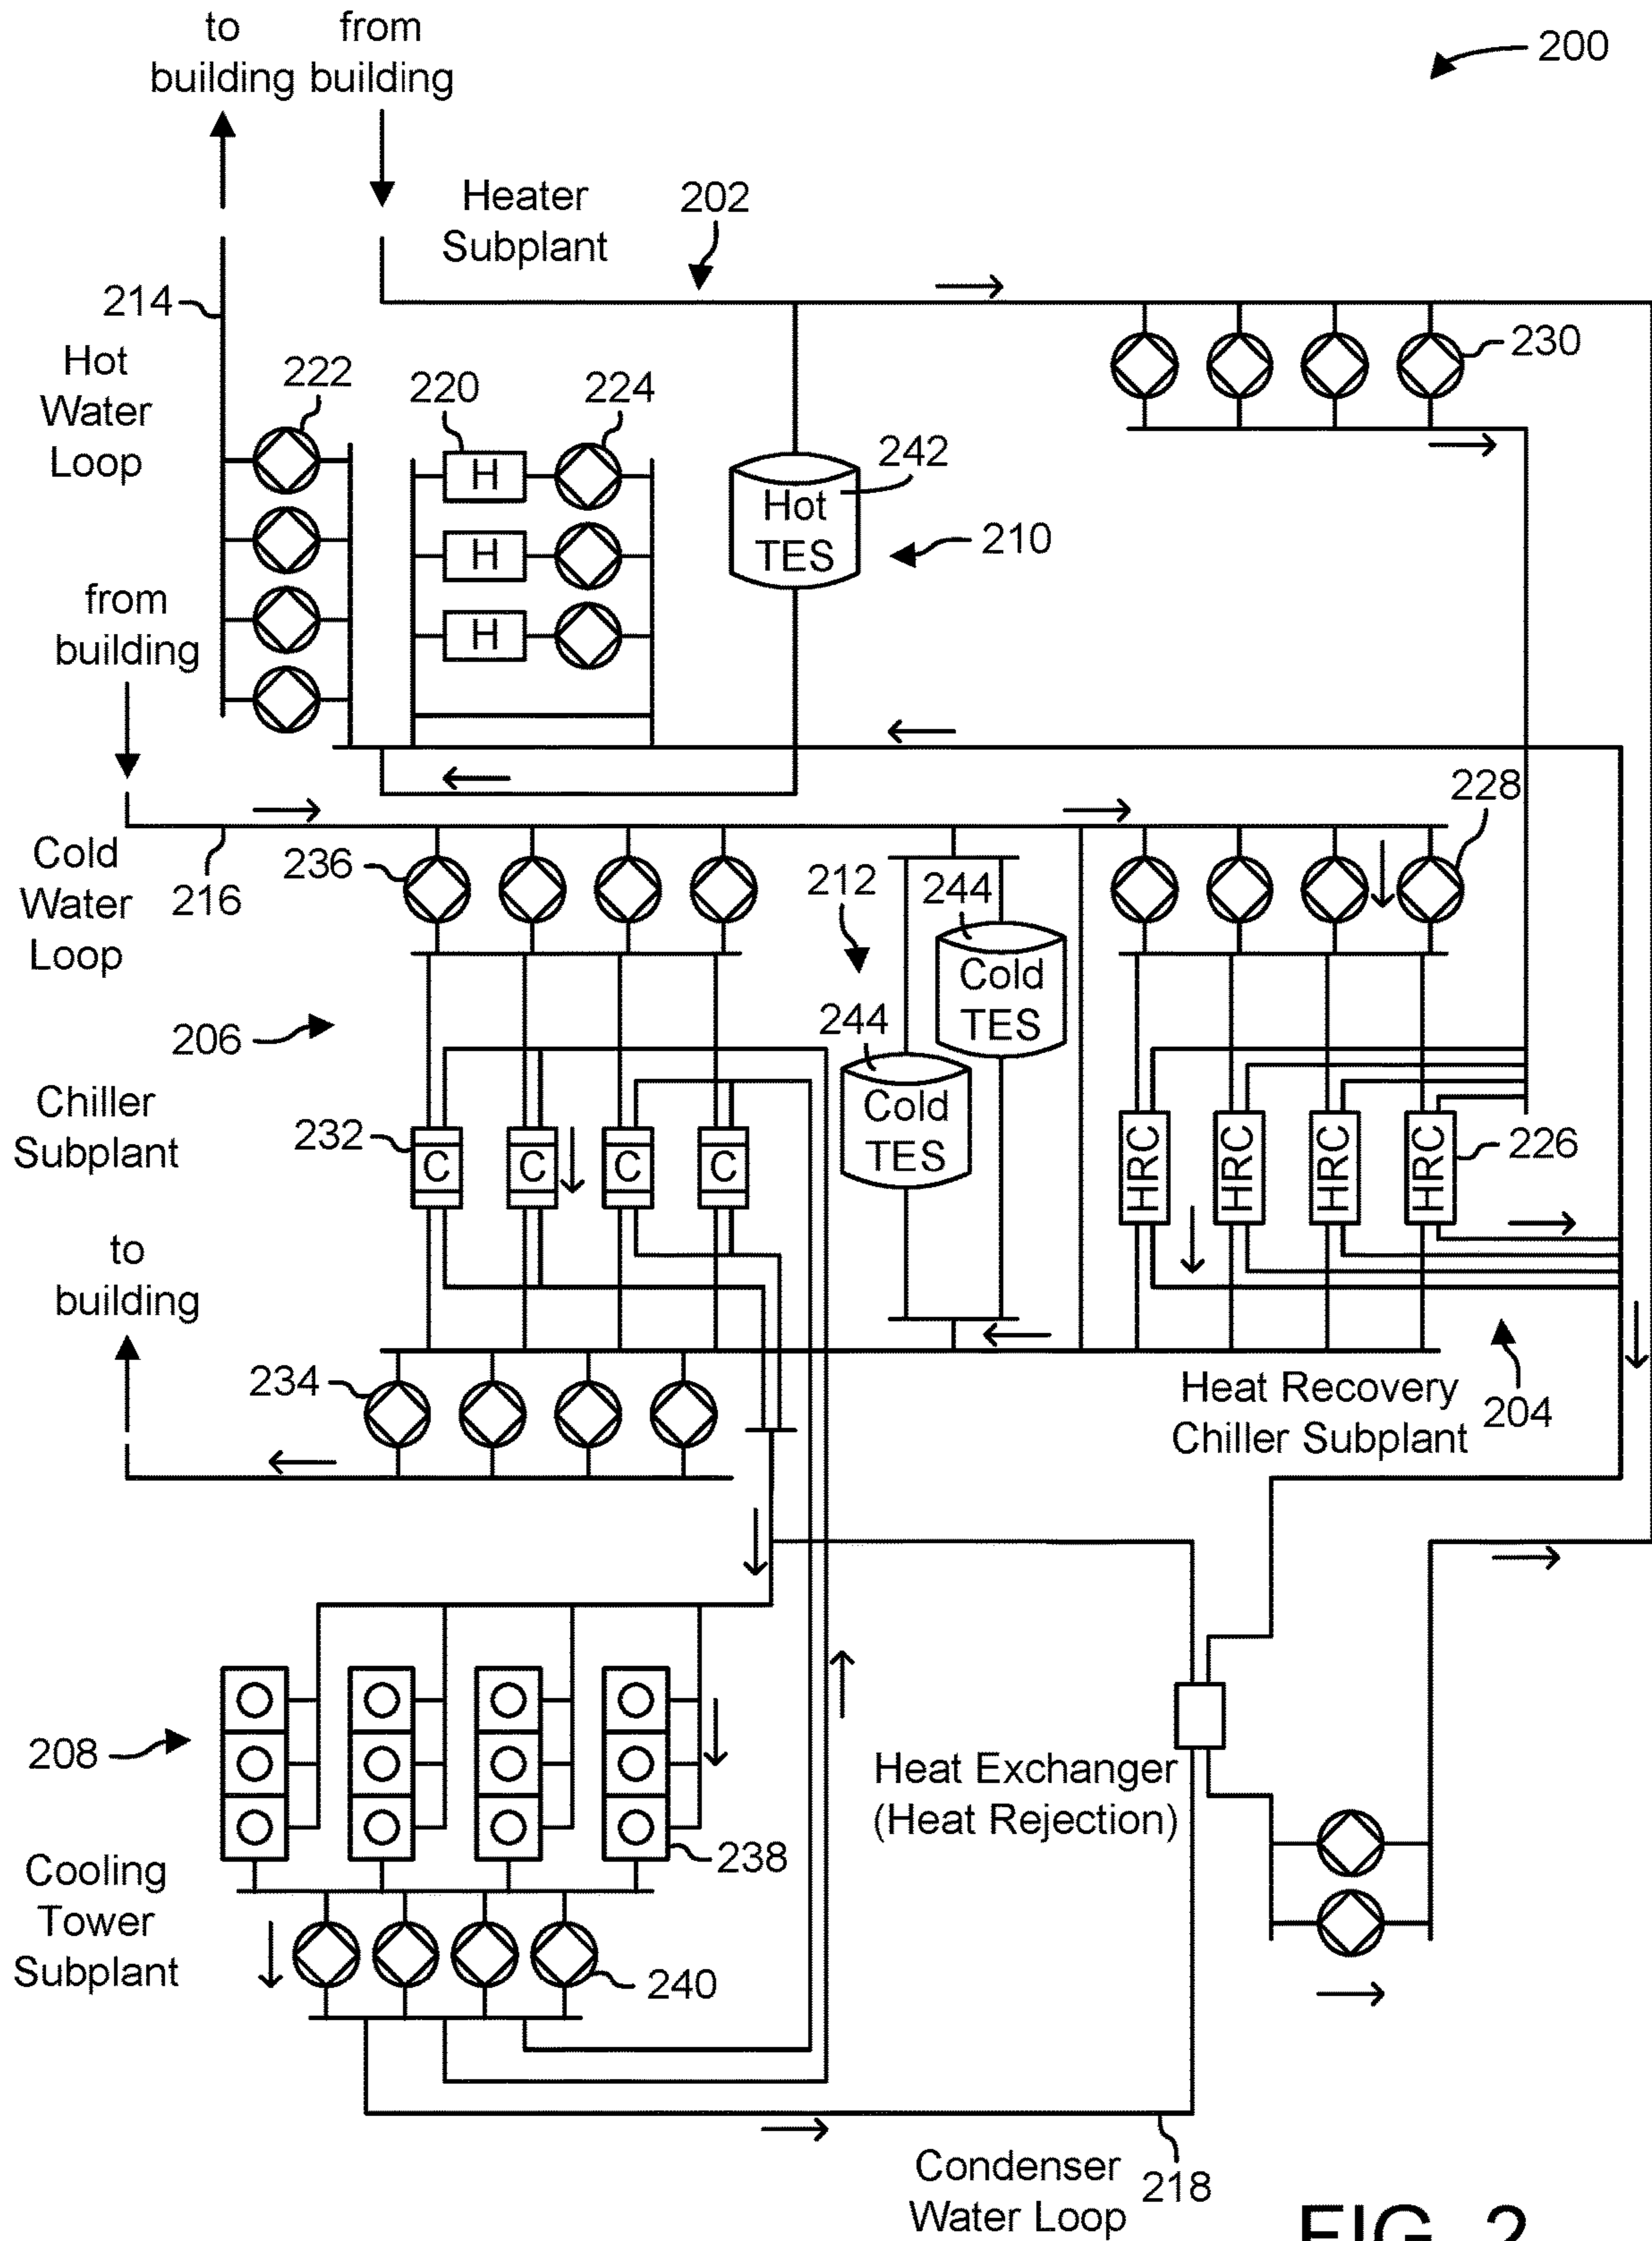 to
building
from
building
200
Heater
Subplant
202
214
Hot
Water
Loop
222
220
224
230
H
H
H
Hot
TES
242
210
from
building
228
Cold
Water
Loop
216
236
212
244
Cold
TES
244
Cold
TES
206
Chiller
Subplant
232
C
C
C
C
HRC
HRC
HRC
HRC
226
to
building
234
Heat Recovery
Chiller Subplant
204
208
Heat Exchanger
(Heat Rejection)
238
Cooling
Tower
Subplant
240
Condenser
Water Loop
218
FIG. 2